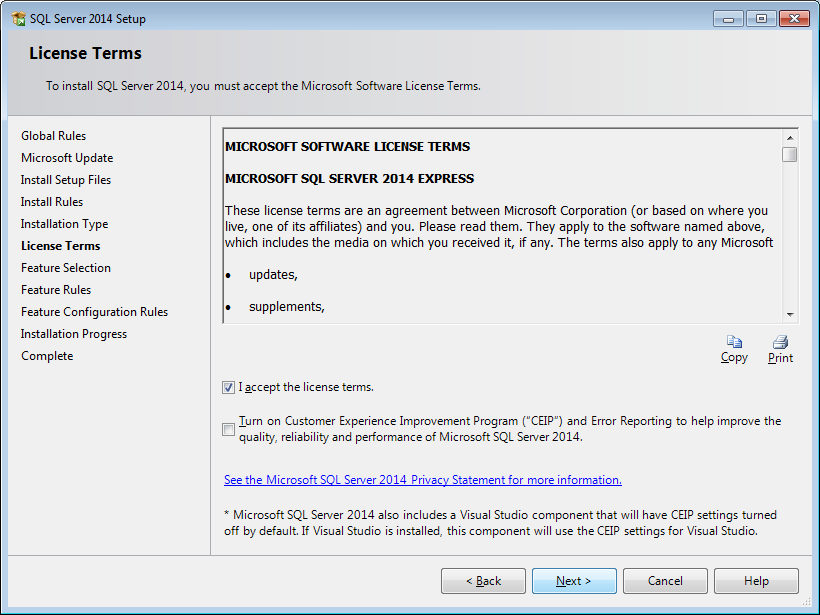 SQL Server 2014 Setup
License Terms
To install SQL Server 2014, you must accept the Microsoft Software License Terms.
Global Rules
Microsoft Update
Install Setup Files
Install Rules
Installation Type
License Terms
Feature Selection
Feature Rules
Feature Configuration Rules
Installation Progress
Complete
MICROSOFT SOFTWARE LICENSE TERMS
MICROSOFT SQL SERVER 2014 EXPRESS
These license terms are an agreement between Microsoft Corporation (or based on where you
live, one of its affiliates) and you. Please read them. They apply to the software named above,
which includes the media on which you received it, if any. The terms also apply to any Microsoft
• updates,
• supplements,
Copy
Print
I accept the license terms.
Turn on Customer Experience Improvement Program ("CEIP") and Error Reporting to help improve the
quality, reliability and performance of Microsoft SQL Server 2014.
See the Microsoft SQL Server 2014 Privacy Statement for more information.
* Microsoft SQL Server 2014 also includes a Visual Studio component that will have CEIP settings turned
off by default. If Visual Studio is installed, this component will use the CEIP settings for Visual Studio.
< Back
Next >
Cancel
Help